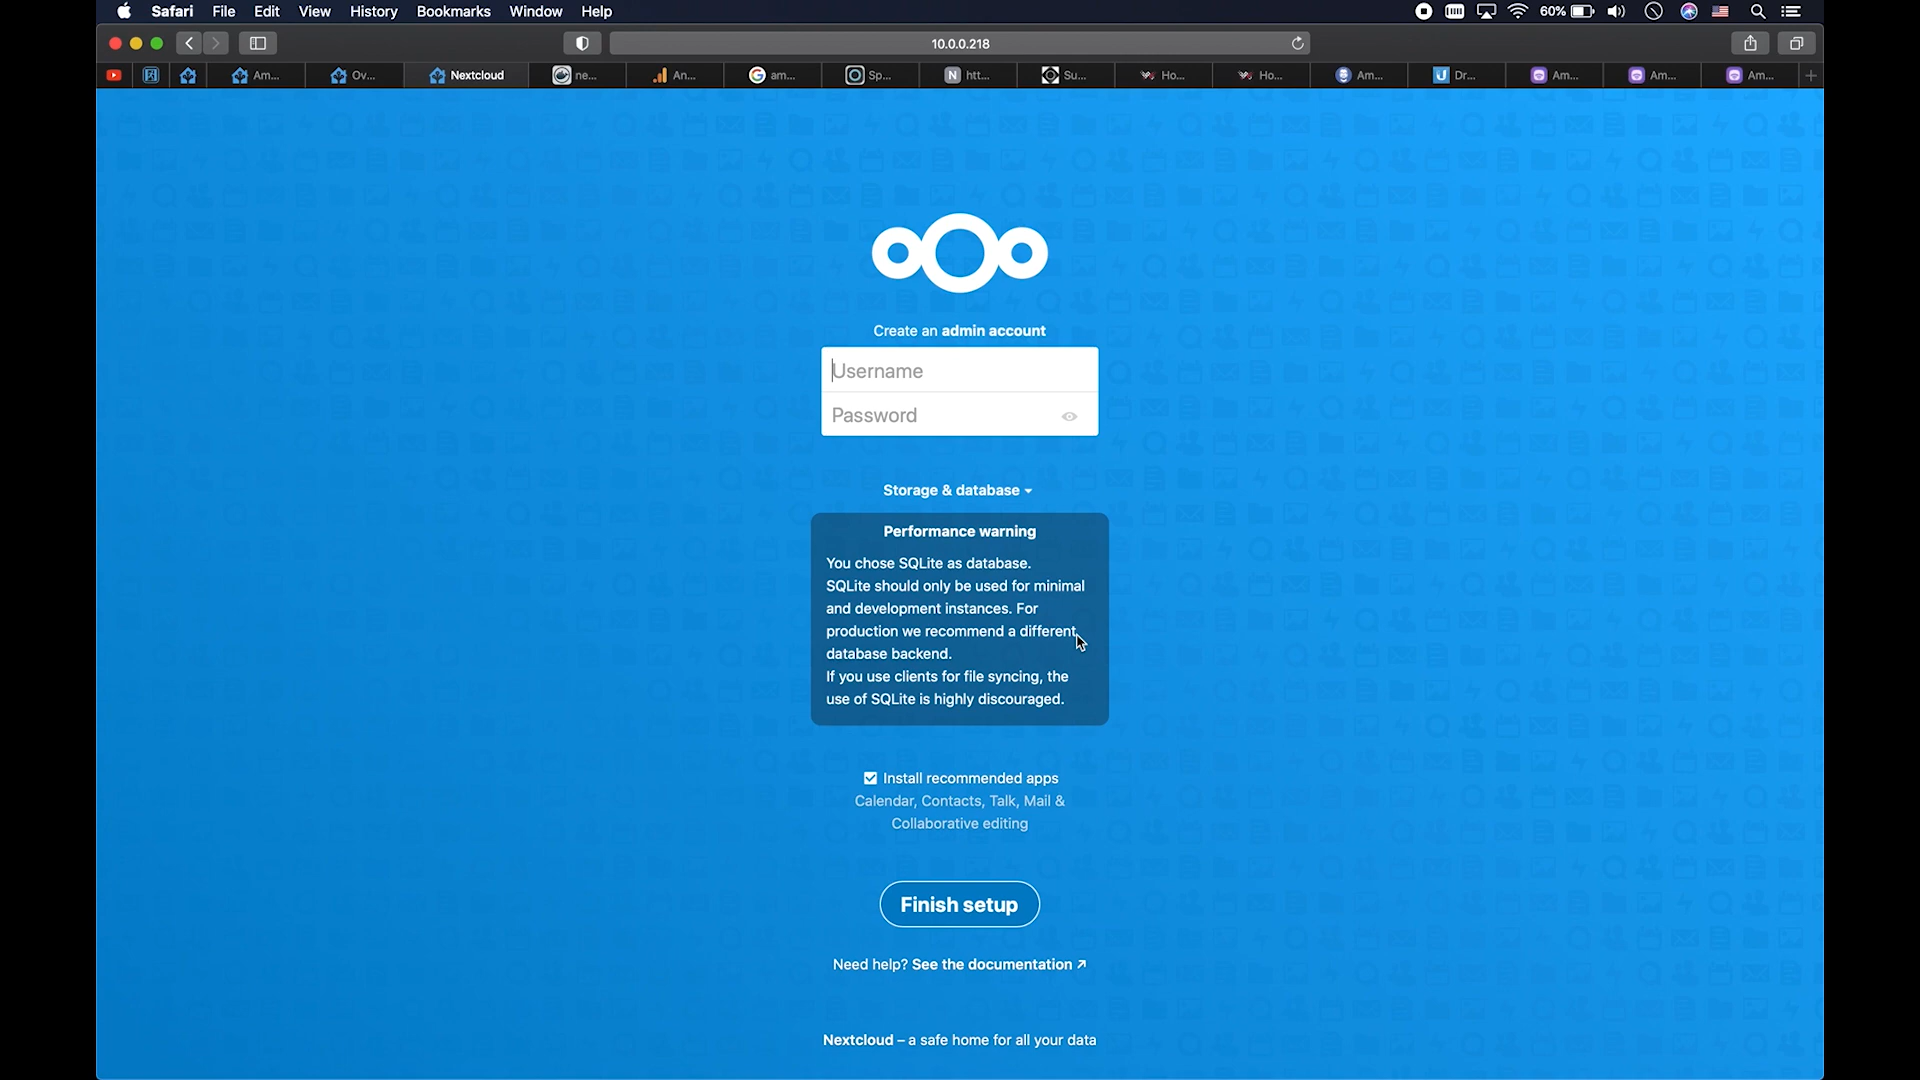 Safari File Edit View History Bookmarks Window Help 60%
10.0.0.218
Am... Ov... Nextcloud ne... An... am... Sp... htt... Su... Ho... Ho... Am... Dr... Am... Am... Am...
Create an admin account
Username
Password
Storage & database
Performance warning
You chose SQLite as database.
SQLite should only be used for minimal
and development instances. For
production we recommend a different
database backend.
If you use clients for file syncing, the
use of SQLite is highly discouraged.
Install recommended apps
Calendar, Contacts, Talk, Mail &
Collaborative editing
Finish setup
Need help? See the documentation ↗
Nextcloud – a safe home for all your data